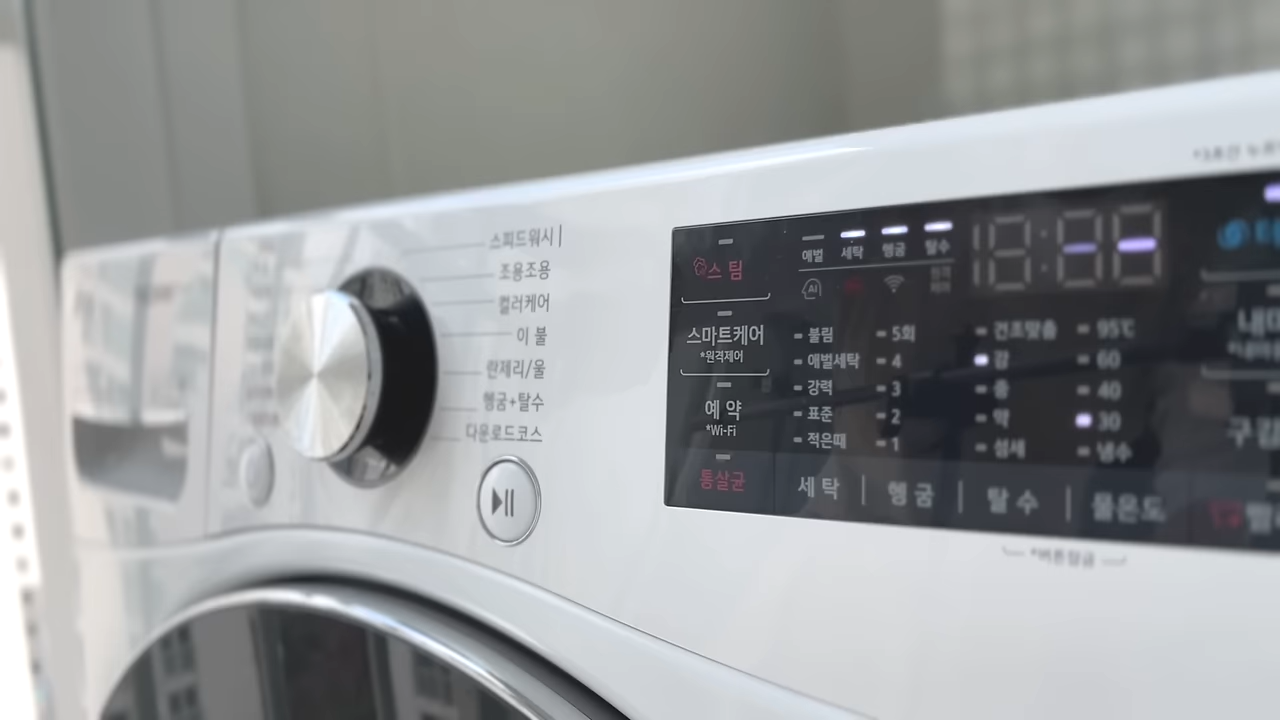 스피드워시
조용조용
컬러케어
이 불
란제리/울
헹굼+탈수
다운로드코스
스 팀
스마트케어
*원격제어
예 약
*Wi-Fi
통살균
애벌 세탁 헹굼 탈수
AI
불림 5회 건조맞춤 95℃
애벌세탁 4 강 60
강력 3 중 40
표준 2 약 30
적은때 1 섬세 냉수
세 탁 | 헹 굼 | 탈 수 | 물온도
*버튼잠금